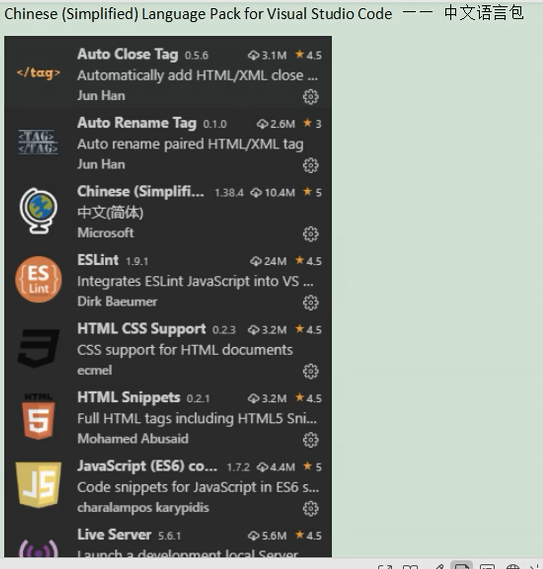 Chinese (Simplified) Language Pack for Visual Studio Code 一一 中文语言包
Auto Close Tag 0.5.6 3.1M ★ 4.5
</tag> Automatically add HTML/XML close ...
Jun Han
Auto Rename Tag 0.1.0 2.6M ★ 3
<TAG>
</TAG> Auto rename paired HTML/XML tag
Jun Han
Chinese (Simplifi... 1.38.4 10.4M ★ 5
中文(简体)
Microsoft
ESLint 1.9.1 24M ★ 4.5
{ES
Lint} Integrates ESLint JavaScript into VS ...
Dirk Baeumer
HTML CSS Support 0.2.3 3.2M ★ 4.5
3 CSS support for HTML documents
ecmel
HTML Snippets 0.2.1 3.2M ★ 4.5
HTML
5 Full HTML tags including HTML5 Sni...
Mohamed Abusaid
JavaScript (ES6) co... 1.7.2 4.4M ★ 5
JS Code snippets for JavaScript in ES6 s...
charalampos karypidis
Live Server 5.6.1 5.6M ★ 4.5
Launch a development local Server